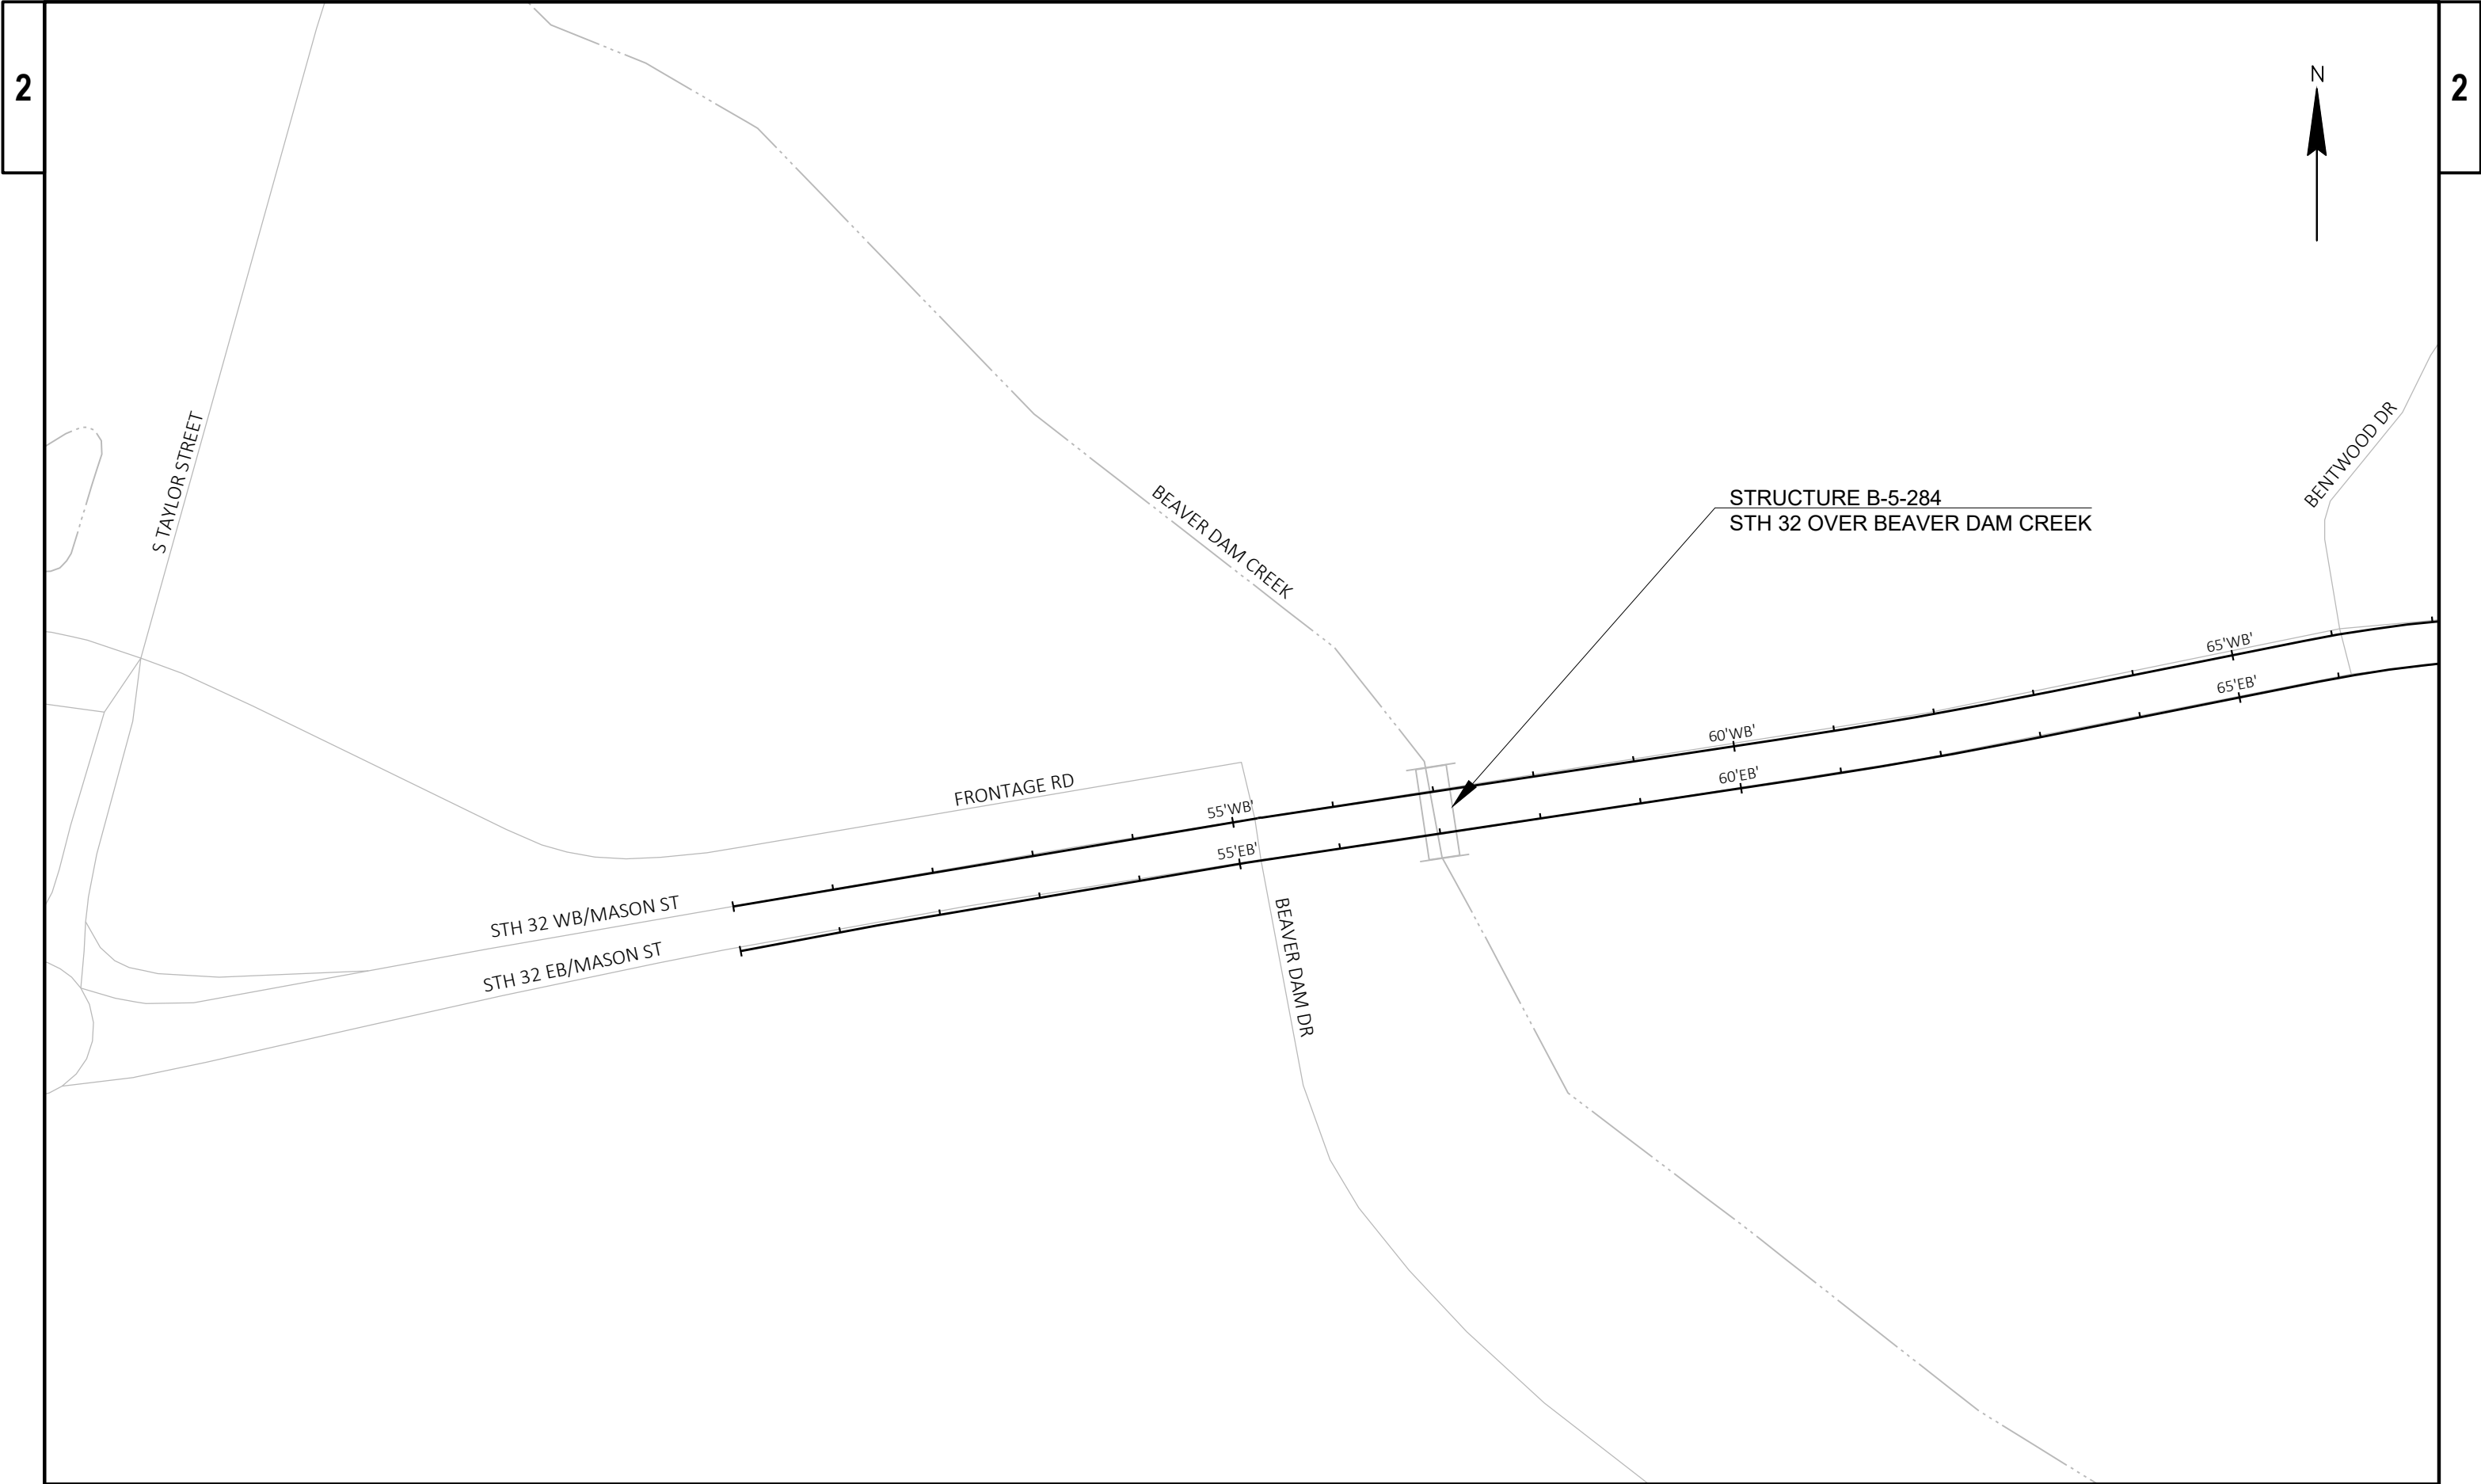 2
2
N
S TAYLOR STREET
BENTWOOD DR
BEAVER DAM CREEK
STRUCTURE B-5-284
STH 32 OVER BEAVER DAM CREEK
65'WB'
65'EB'
60'WB'
60'EB'
FRONTAGE RD
55'WB'
55'EB'
STH 32 WB/MASON ST
STH 32 EB/MASON ST
BEAVER DAM DR